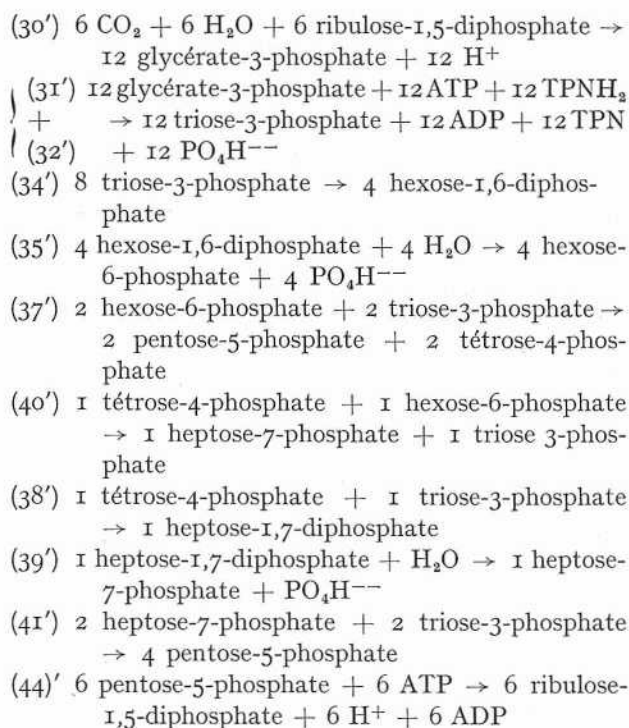 (30′) 6 CO₂ + 6 H₂O + 6 ribulose-1,5-diphosphate →
12 glycérate-3-phosphate + 12 H⁺
(31′) 12 glycérate-3-phosphate + 12 ATP + 12 TPNH₂
+ → 12 triose-3-phosphate + 12 ADP + 12 TPN
(32′) + 12 PO₄H⁻⁻
(34′) 8 triose-3-phosphate → 4 hexose-1,6-diphos-
phate
(35′) 4 hexose-1,6-diphosphate + 4 H₂O → 4 hexose-
6-phosphate + 4 PO₄H⁻⁻
(37′) 2 hexose-6-phosphate + 2 triose-3-phosphate →
2 pentose-5-phosphate + 2 tétrose-4-phos-
phate
(40′) 1 tétrose-4-phosphate + 1 hexose-6-phosphate
→ 1 heptose-7-phosphate + 1 triose 3-phos-
phate
(38′) 1 tétrose-4-phosphate + 1 triose-3-phosphate
→ 1 heptose-1,7-diphosphate
(39′) 1 heptose-1,7-diphosphate + H₂O → 1 heptose-
7-phosphate + PO₄H⁻⁻
(41′) 2 heptose-7-phosphate + 2 triose-3-phosphate
→ 4 pentose-5-phosphate
(44)′ 6 pentose-5-phosphate + 6 ATP → 6 ribulose-
1,5-diphosphate + 6 H⁺ + 6 ADP